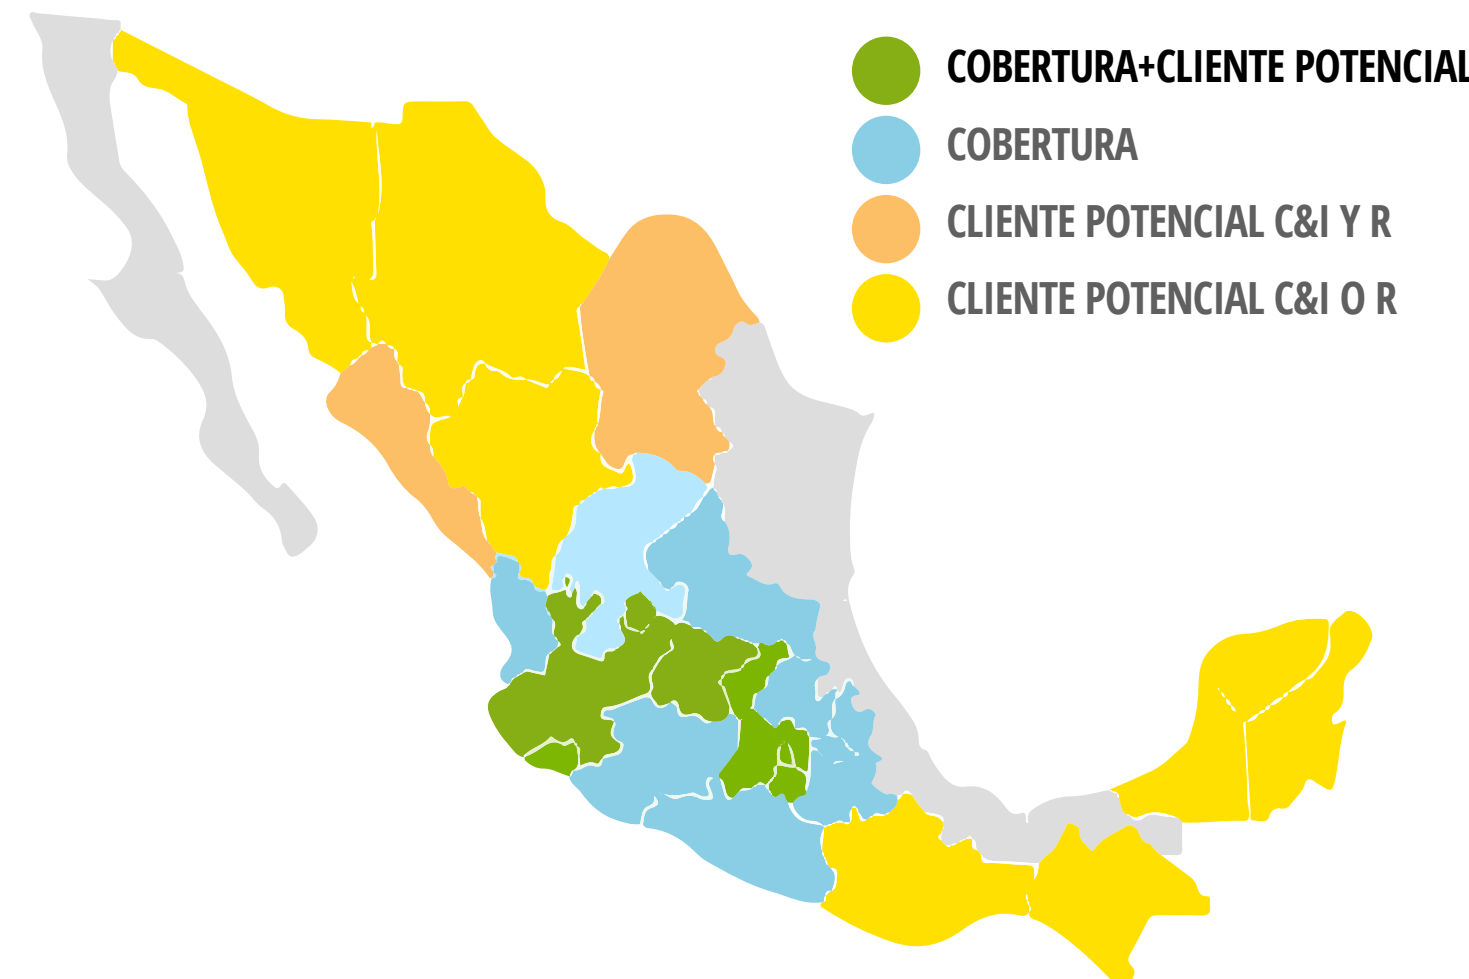 COBERTURA+CLIENTE POTENCIAL
COBERTURA
CLIENTE POTENCIAL C&I Y R
CLIENTE POTENCIAL C&I O R